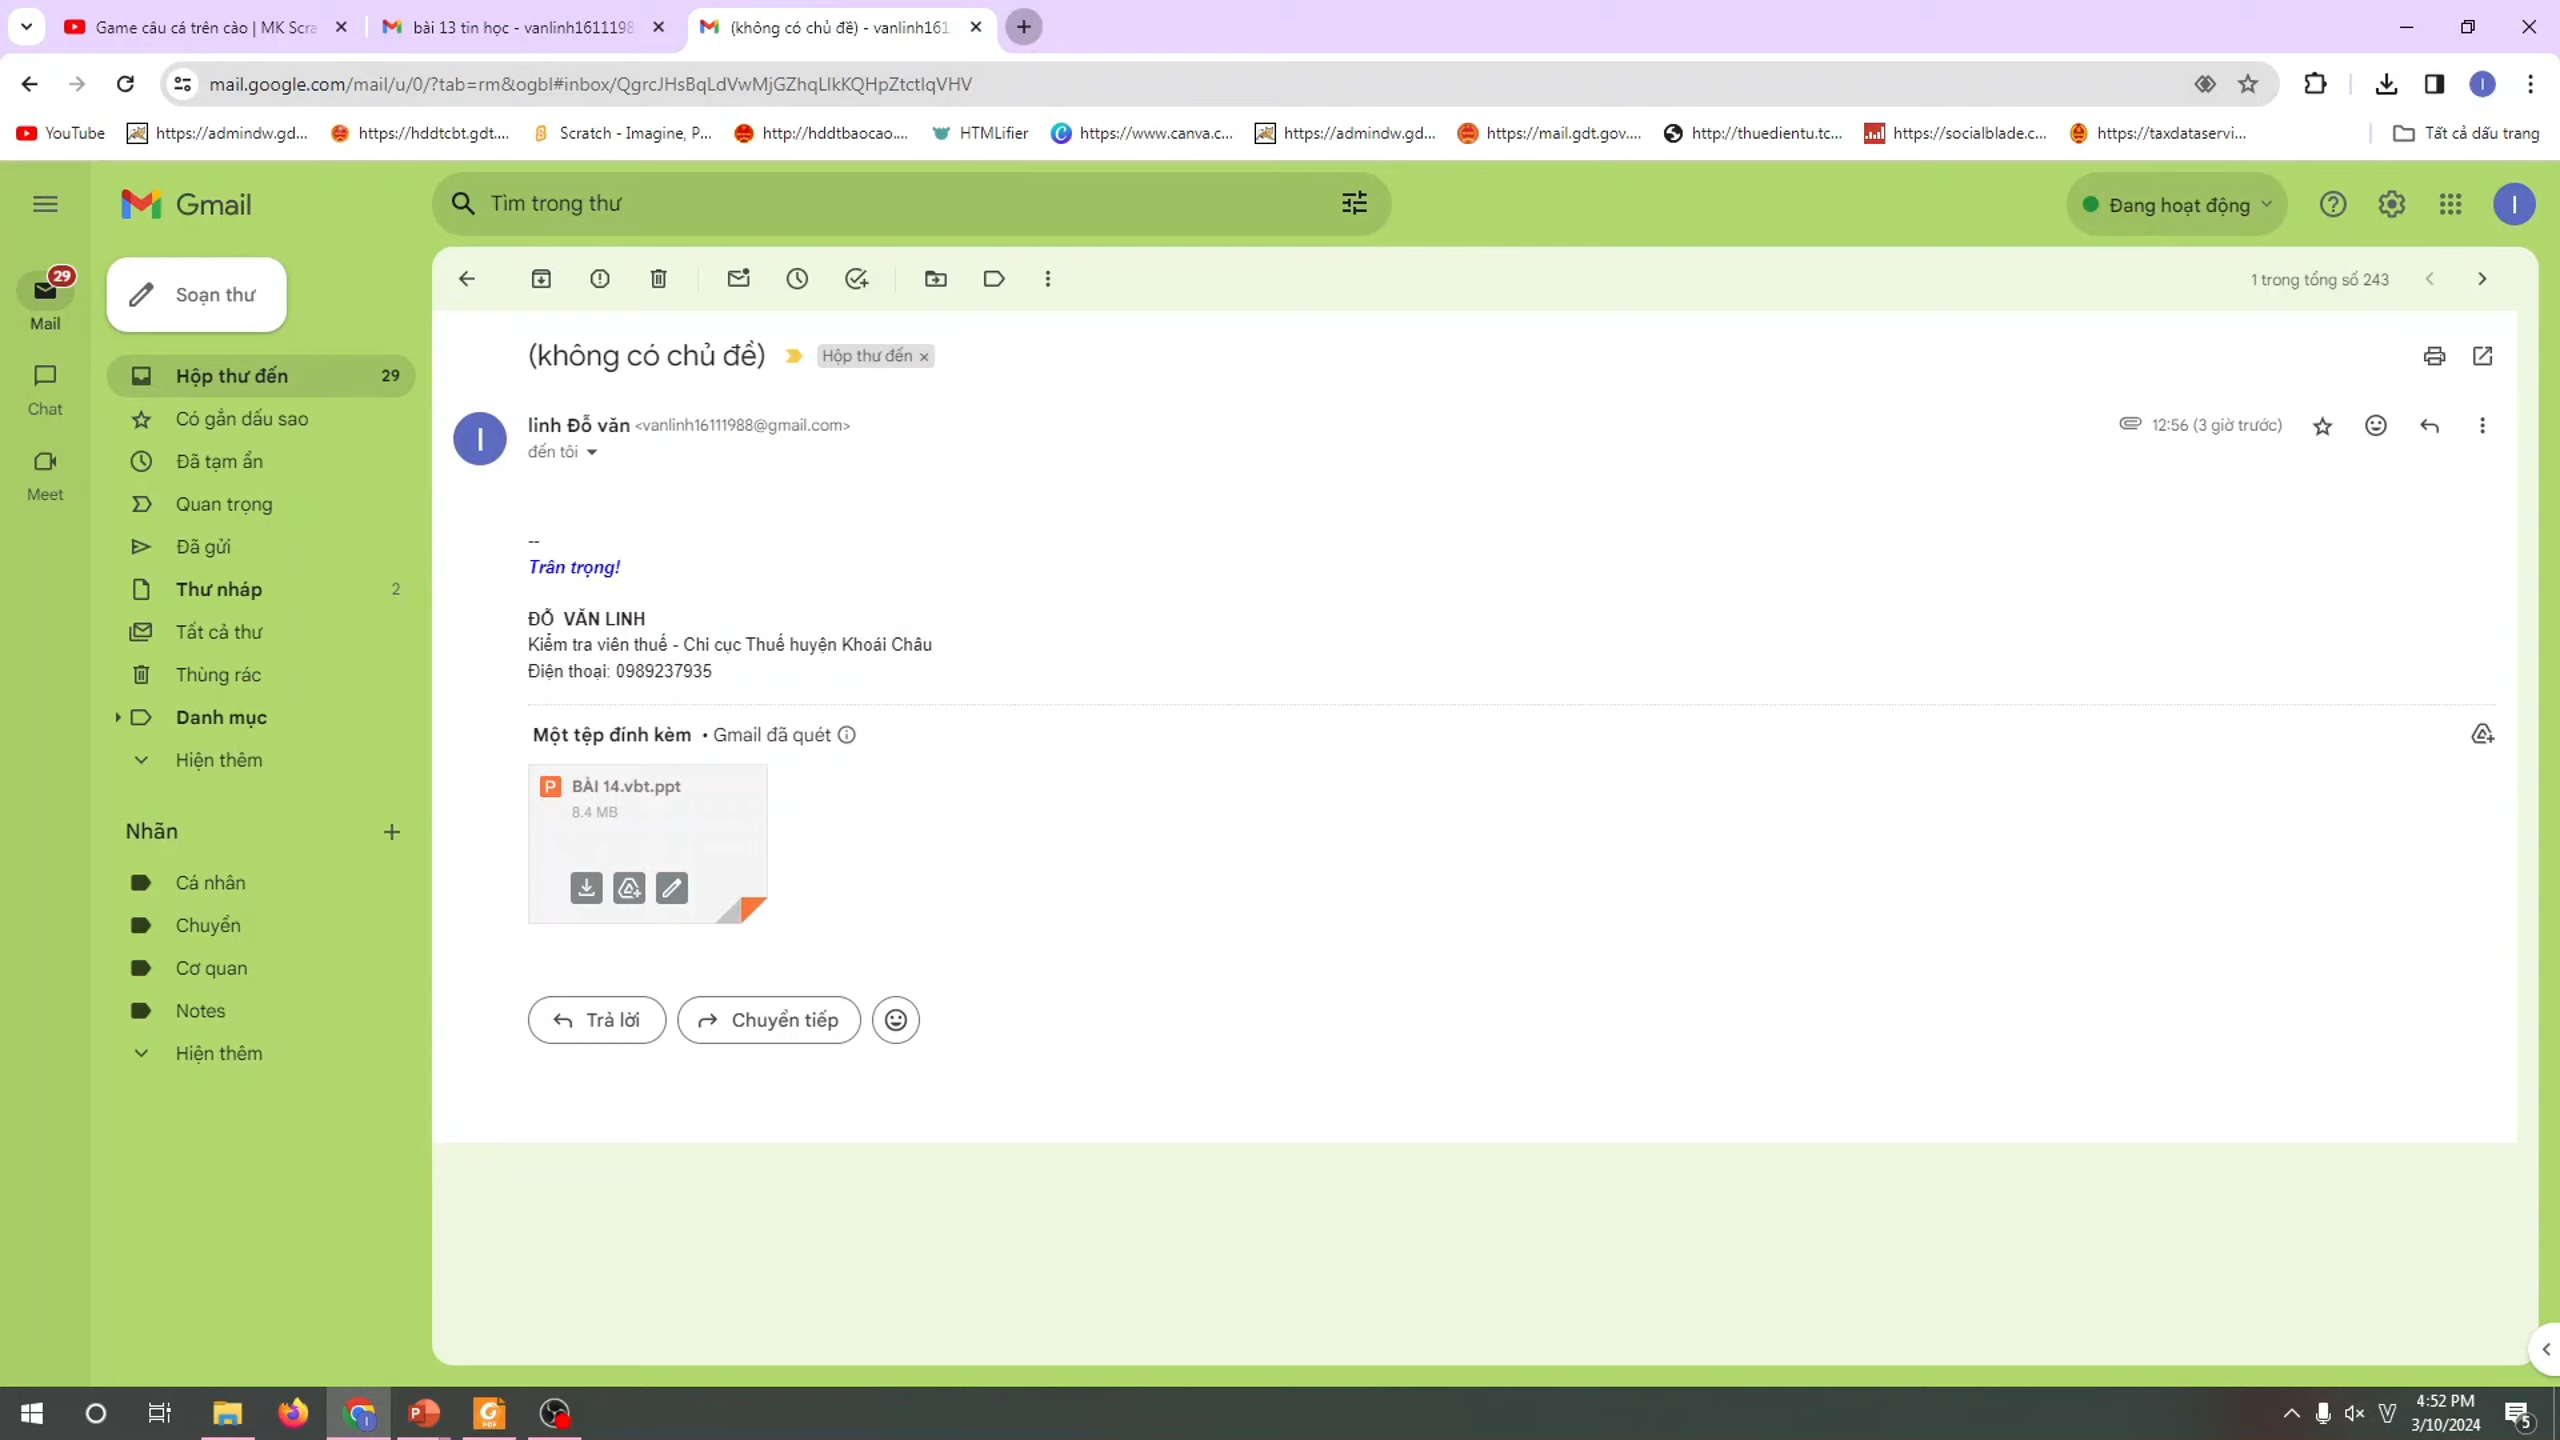 Game câu cá trên cào | MK Scra
bài 13 tin học - vanlinh1611198
(không có chủ đề) - vanlinh161
mail.google.com/mail/u/0/?tab=rm&ogbl#inbox/QgrcJHsBqLdVwMjGZhqLlkKQHpZtctlqVHV
YouTube
https://admindw.gd...
https://hddtcbt.gdt....
Scratch - Imagine, P...
http://hddtbaocao....
HTMLifier
https://www.canva.c...
https://admindw.gd...
https://mail.gdt.gov....
http://thuedientu.tc...
https://socialblade.c...
https://taxdataservi...
Tất cả dấu trang
Gmail
Tìm trong thư
Đang hoạt động
29
Mail
Chat
Meet
Soạn thư
Hộp thư đến 29
Có gắn dấu sao
Đã tạm ẩn
Quan trọng
Đã gửi
Thư nháp 2
Tất cả thư
Thùng rác
Danh mục
Hiện thêm
Nhãn
Cá nhân
Chuyển
Cơ quan
Notes
Hiện thêm
1 trong tổng số 243
(không có chủ đề)
Hộp thư đến ×
linh Đỗ văn <vanlinh16111988@gmail.com>
12:56 (3 giờ trước)
đến tôi
--
Trân trọng!
ĐỖ VĂN LINH
Kiểm tra viên thuế - Chi cục Thuế huyện Khoái Châu
Điện thoại: 0989237935
Một tệp đính kèm • Gmail đã quét
P
BÀI 14.vbt.ppt
8.4 MB
Trả lời
Chuyển tiếp
4:52 PM
3/10/2024
5